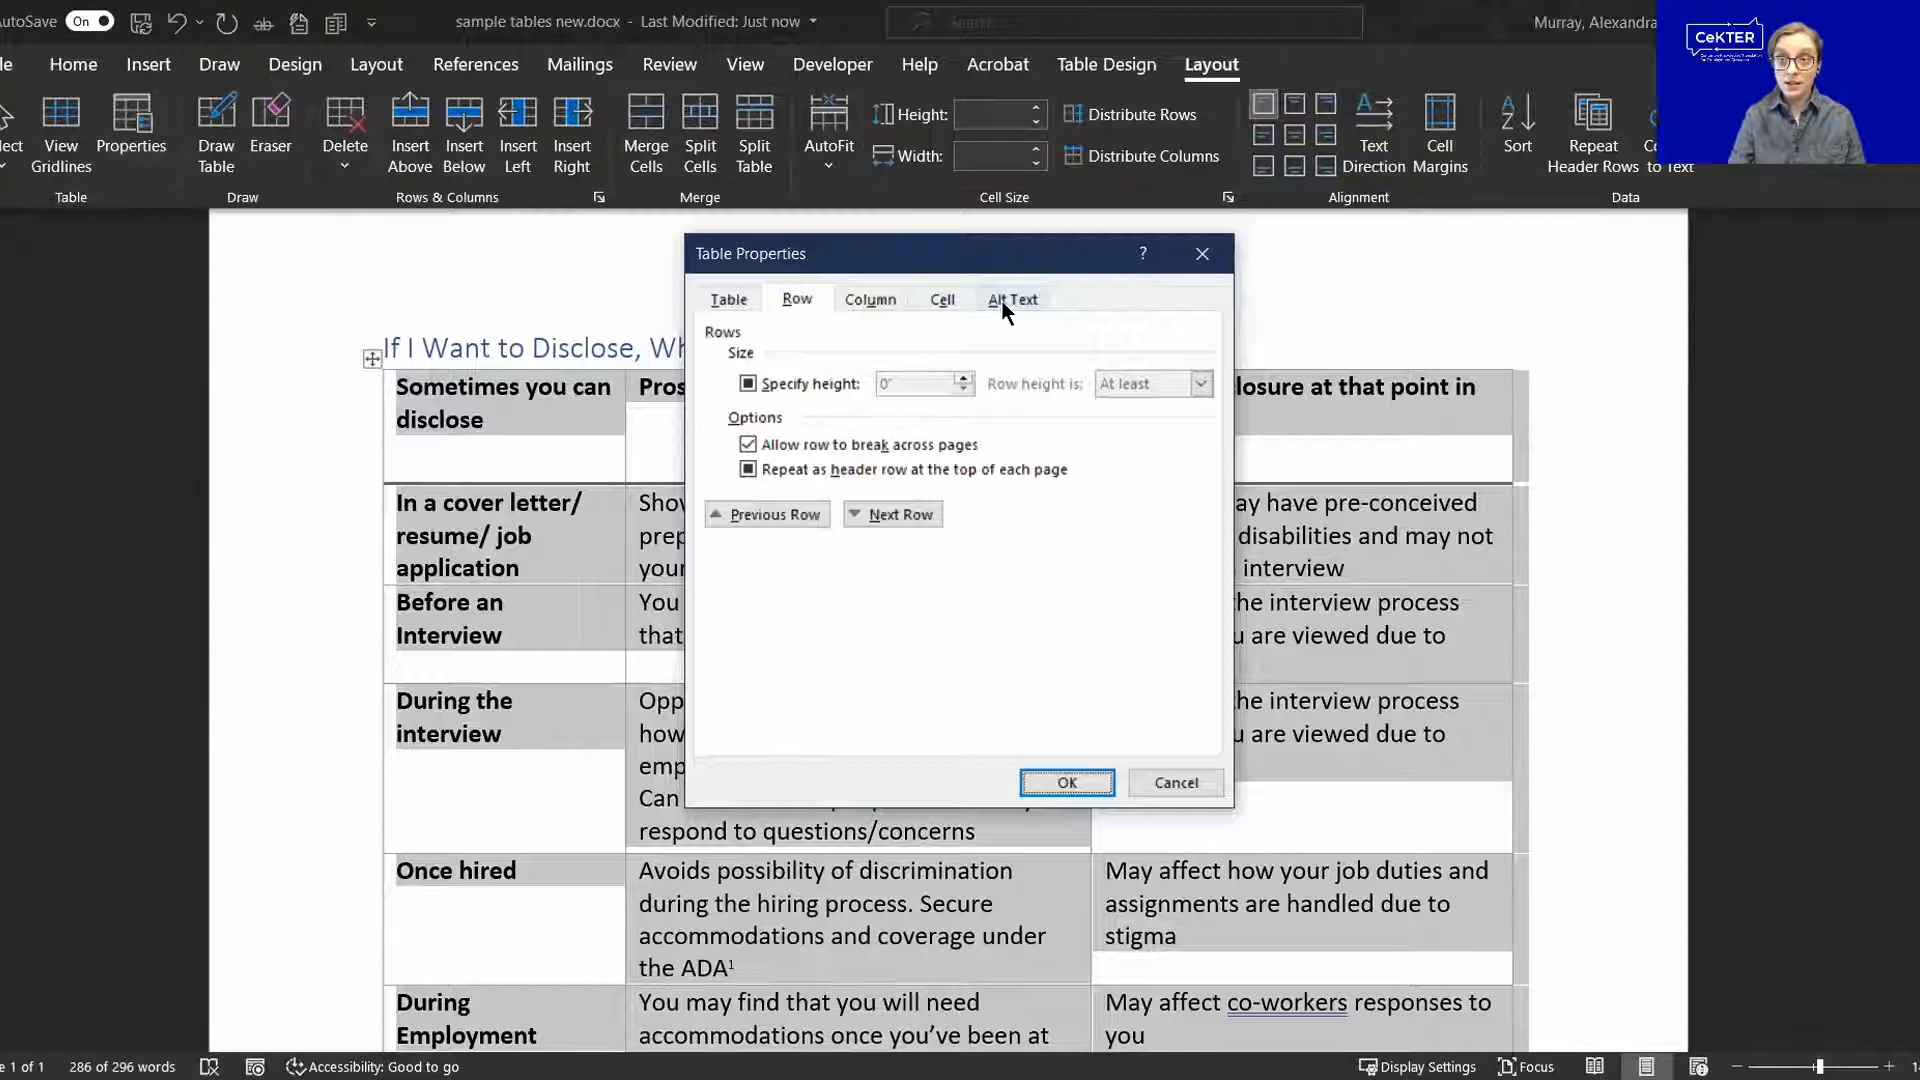 AutoSave On
sample tables new.docx - Last Modified: Just now
Search
Murray, Alexandra
CeKTER
Home Insert Draw Design Layout References Mailings Review View Developer Help Acrobat Table Design Layout
View Gridlines
Properties
Draw Table
Eraser
Delete
Insert Above
Insert Below
Insert Left
Insert Right
Merge Cells
Split Cells
Split Table
AutoFit
Height:
Width:
Distribute Rows
Distribute Columns
Text Direction
Cell Margins
Sort
Repeat Header Rows
to Text
Table Draw Rows & Columns Merge Cell Size Alignment Data
Table Properties ?
Table Row Column Cell Alt Text
Rows
Size
Specify height: 0" Row height is: At least
Options
Allow row to break across pages
Repeat as header row at the top of each page
Previous Row Next Row
OK Cancel
If I Want to Disclose, Wh
Sometimes you can
disclose
Pros
losure at that point in
In a cover letter/
resume/ job
application
Show
prep
your
ay have pre-conceived
disabilities and may not
interview
Before an
Interview
You
that
he interview process
u are viewed due to
During the
interview
Opp
how
emp
Can
respond to questions/concerns
he interview process
u are viewed due to
Once hired
Avoids possibility of discrimination
during the hiring process. Secure
accommodations and coverage under
the ADA¹
May affect how your job duties and
assignments are handled due to
stigma
During
Employment
You may find that you will need
accommodations once you've been at
May affect co-workers responses to
you
1 of 1 286 of 296 words Accessibility: Good to go Display Settings Focus